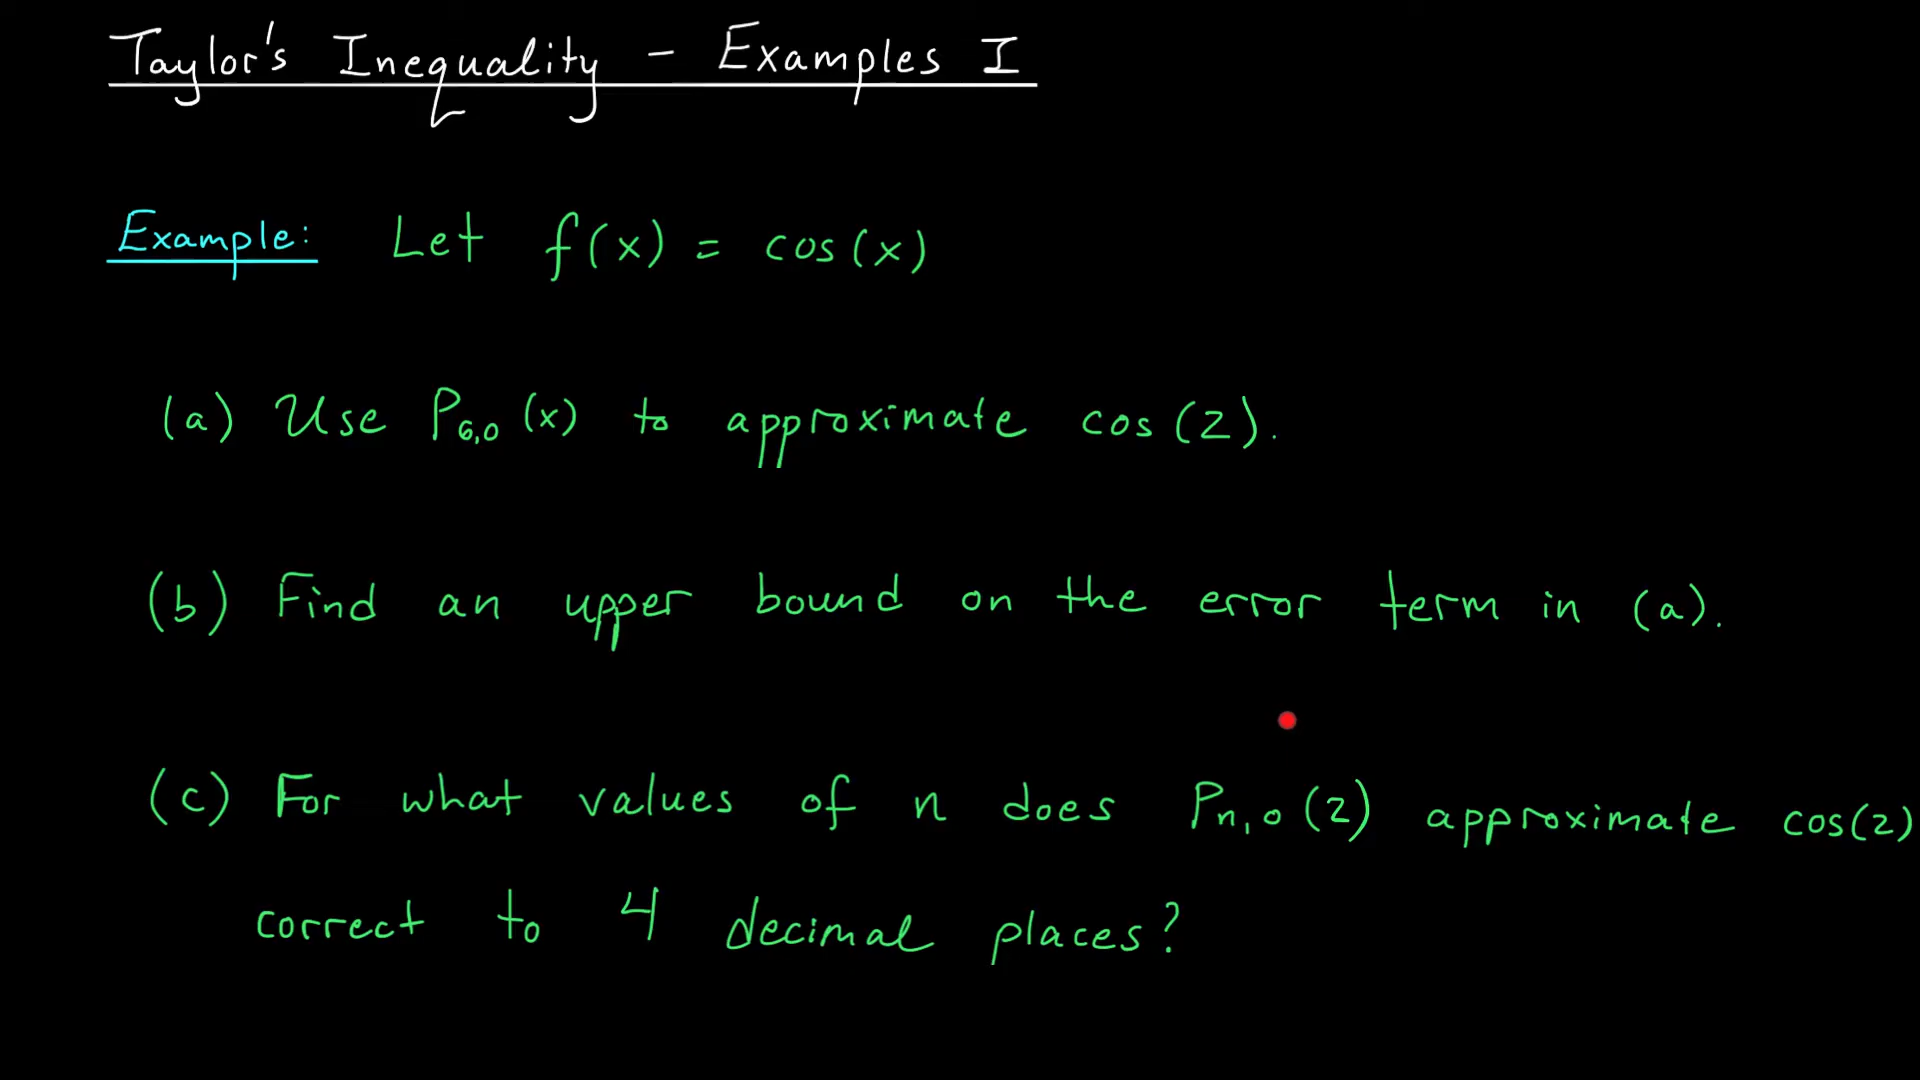 Taylor's Inequality - Examples I
Example: Let f(x) = cos(x)
(a) Use P₆,₀(x) to approximate cos(2).
(b) Find an upper bound on the error term in (a).
(c) For what values of n does Pₙ,₀(2) approximate cos(2)
correct to 4 decimal places?